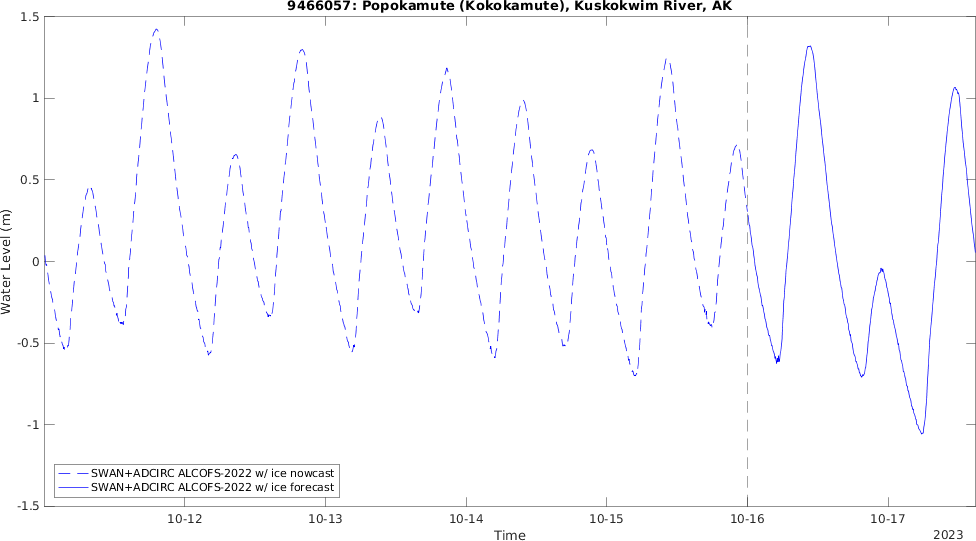 9466057: Popokamute (Kokokamute), Kuskokwim River, AK
1.5
1
0.5
0
-0.5
-1
-1.5
Water Level (m)
SWAN+ADCIRC ALCOFS-2022 w/ ice nowcast
SWAN+ADCIRC ALCOFS-2022 w/ ice forecast
10-12 10-13 10-14 10-15 10-16 10-17
Time
2023